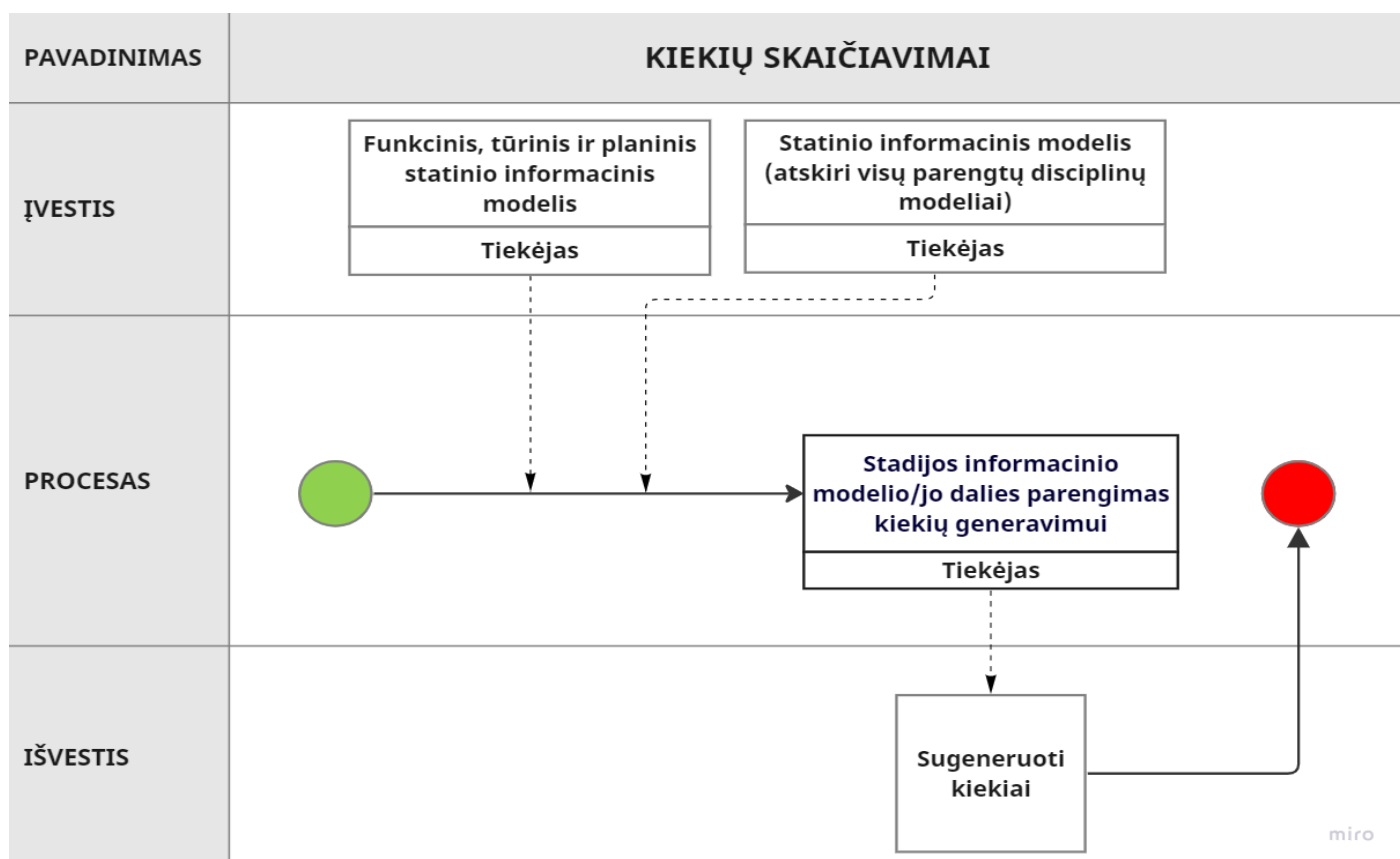 PAVADINIMAS
KIEKIŲ SKAIČIAVIMAI
ĮVESTIS
Funkcinis, tūrinis ir planinis
statinio informacinis
modelis
Tiekėjas
Statinio informacinis modelis
(atskiri visų parengtų disciplinų
modeliai)
Tiekėjas
PROCESAS
Stadijos informacinio
modelio/jo dalies parengimas
kiekių generavimui
Tiekėjas
IŠVESTIS
Sugeneruoti
kiekiai
miro